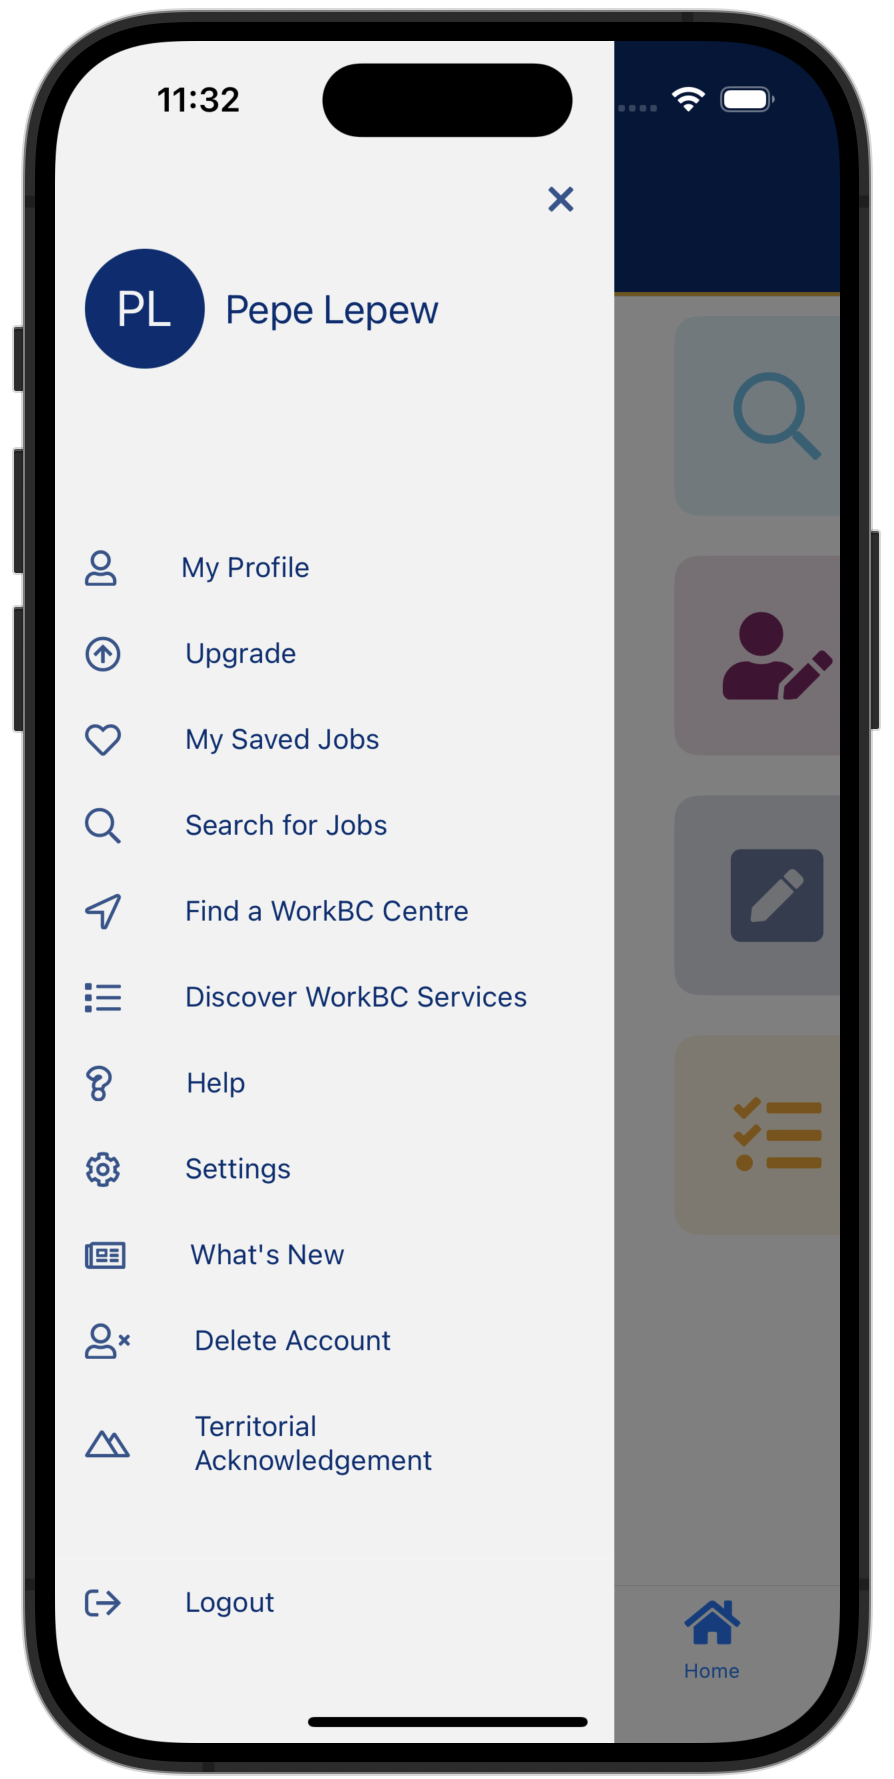 11:32
PL
Pepe Lepew
My Profile
Upgrade
My Saved Jobs
Search for Jobs
Find a WorkBC Centre
Discover WorkBC Services
Help
Settings
What's New
Delete Account
Territorial
Acknowledgement
Logout
Home